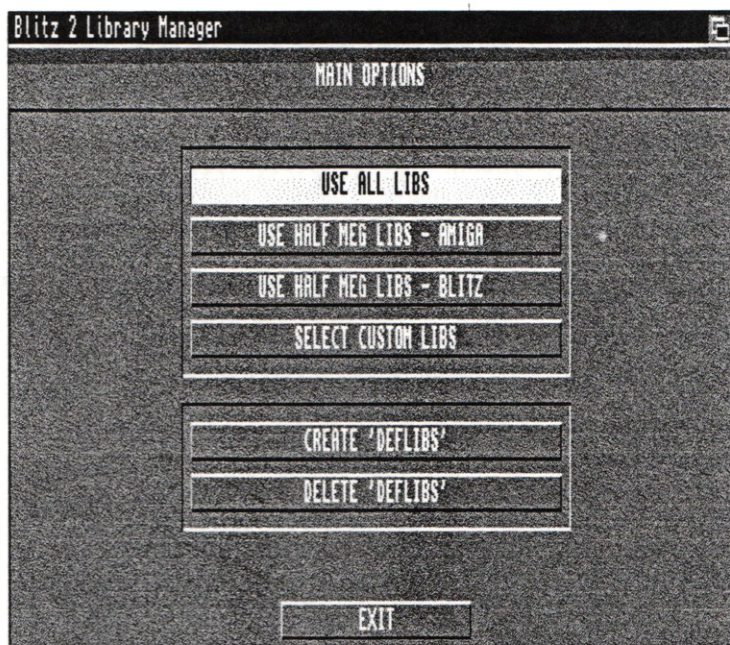 Blitz 2 Library Manager
MAIN OPTIONS
USE ALL LIBS
USE HALF MEG LIBS - AMIGA
USE HALF MEG LIBS - BLITZ
SELECT CUSTOM LIBS
CREATE 'DEFLIBS'
DELETE 'DEFLIBS'
EXIT